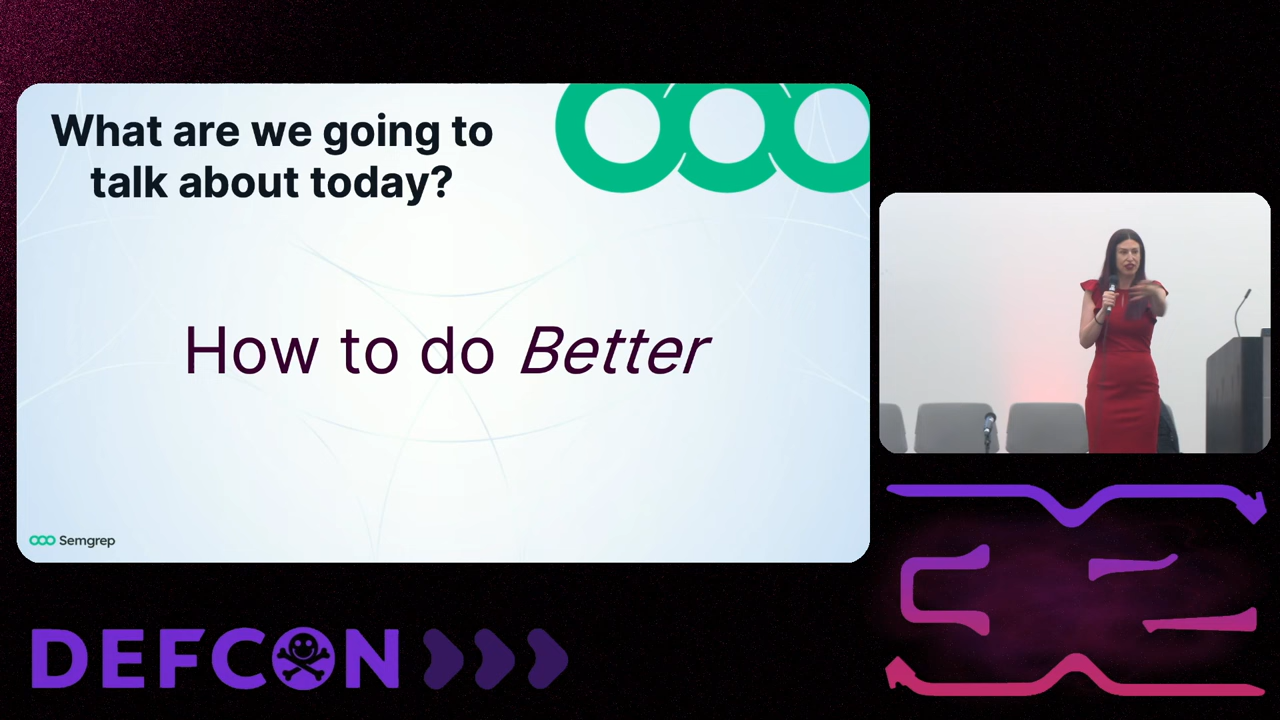 What are we going to
talk about today?
How to do Better
Semgrep
DEFCON